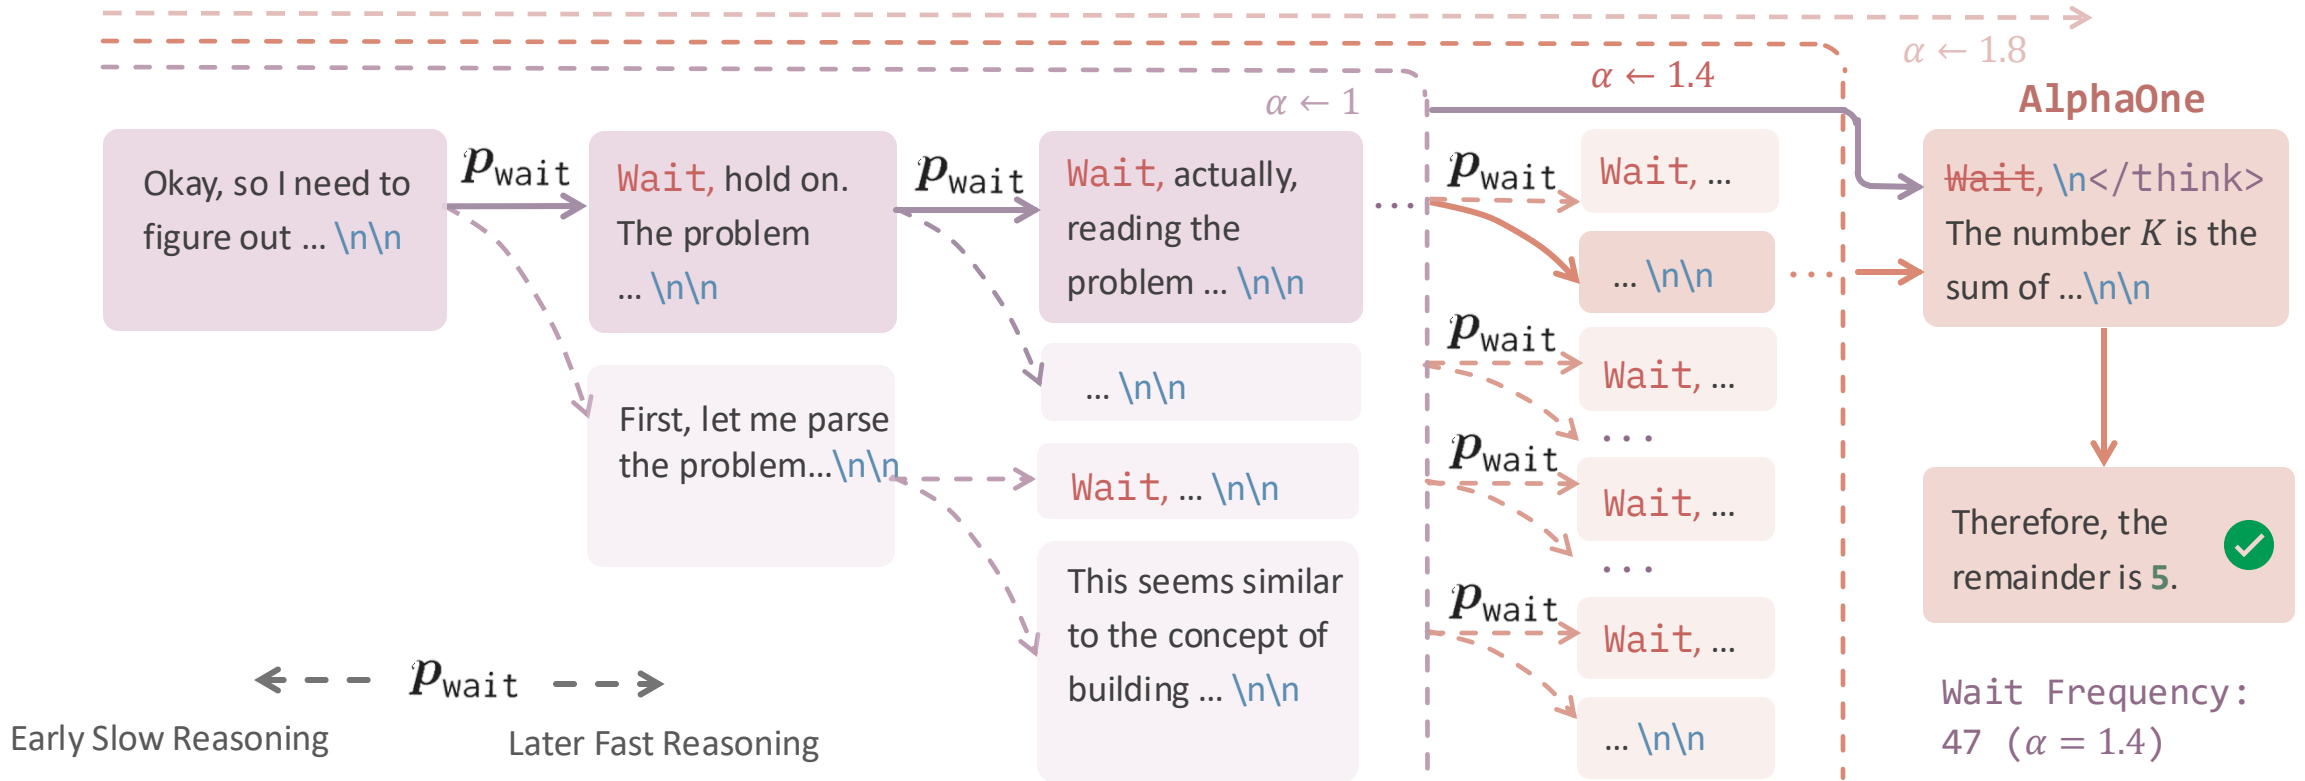 α ← 1.8
α ← 1.4
α ← 1
AlphaOne
Okay, so I need to
figure out ... \n\n
p_wait
Wait, hold on.
The problem
... \n\n
First, let me parse
the problem...\n\n
p_wait
Wait, actually,
reading the
problem ... \n\n
... \n\n
Wait, ... \n\n
This seems similar
to the concept of
building ... \n\n
...
p_wait
Wait, ...
... \n\n
p_wait
Wait, ...
...
p_wait
Wait, ...
...
p_wait
Wait, ...
... \n\n
...
Wait, \n</think>
The number K is the
sum of ...\n\n
Therefore, the
remainder is 5.
Wait Frequency:
47 (α = 1.4)
p_wait
Early Slow Reasoning
Later Fast Reasoning